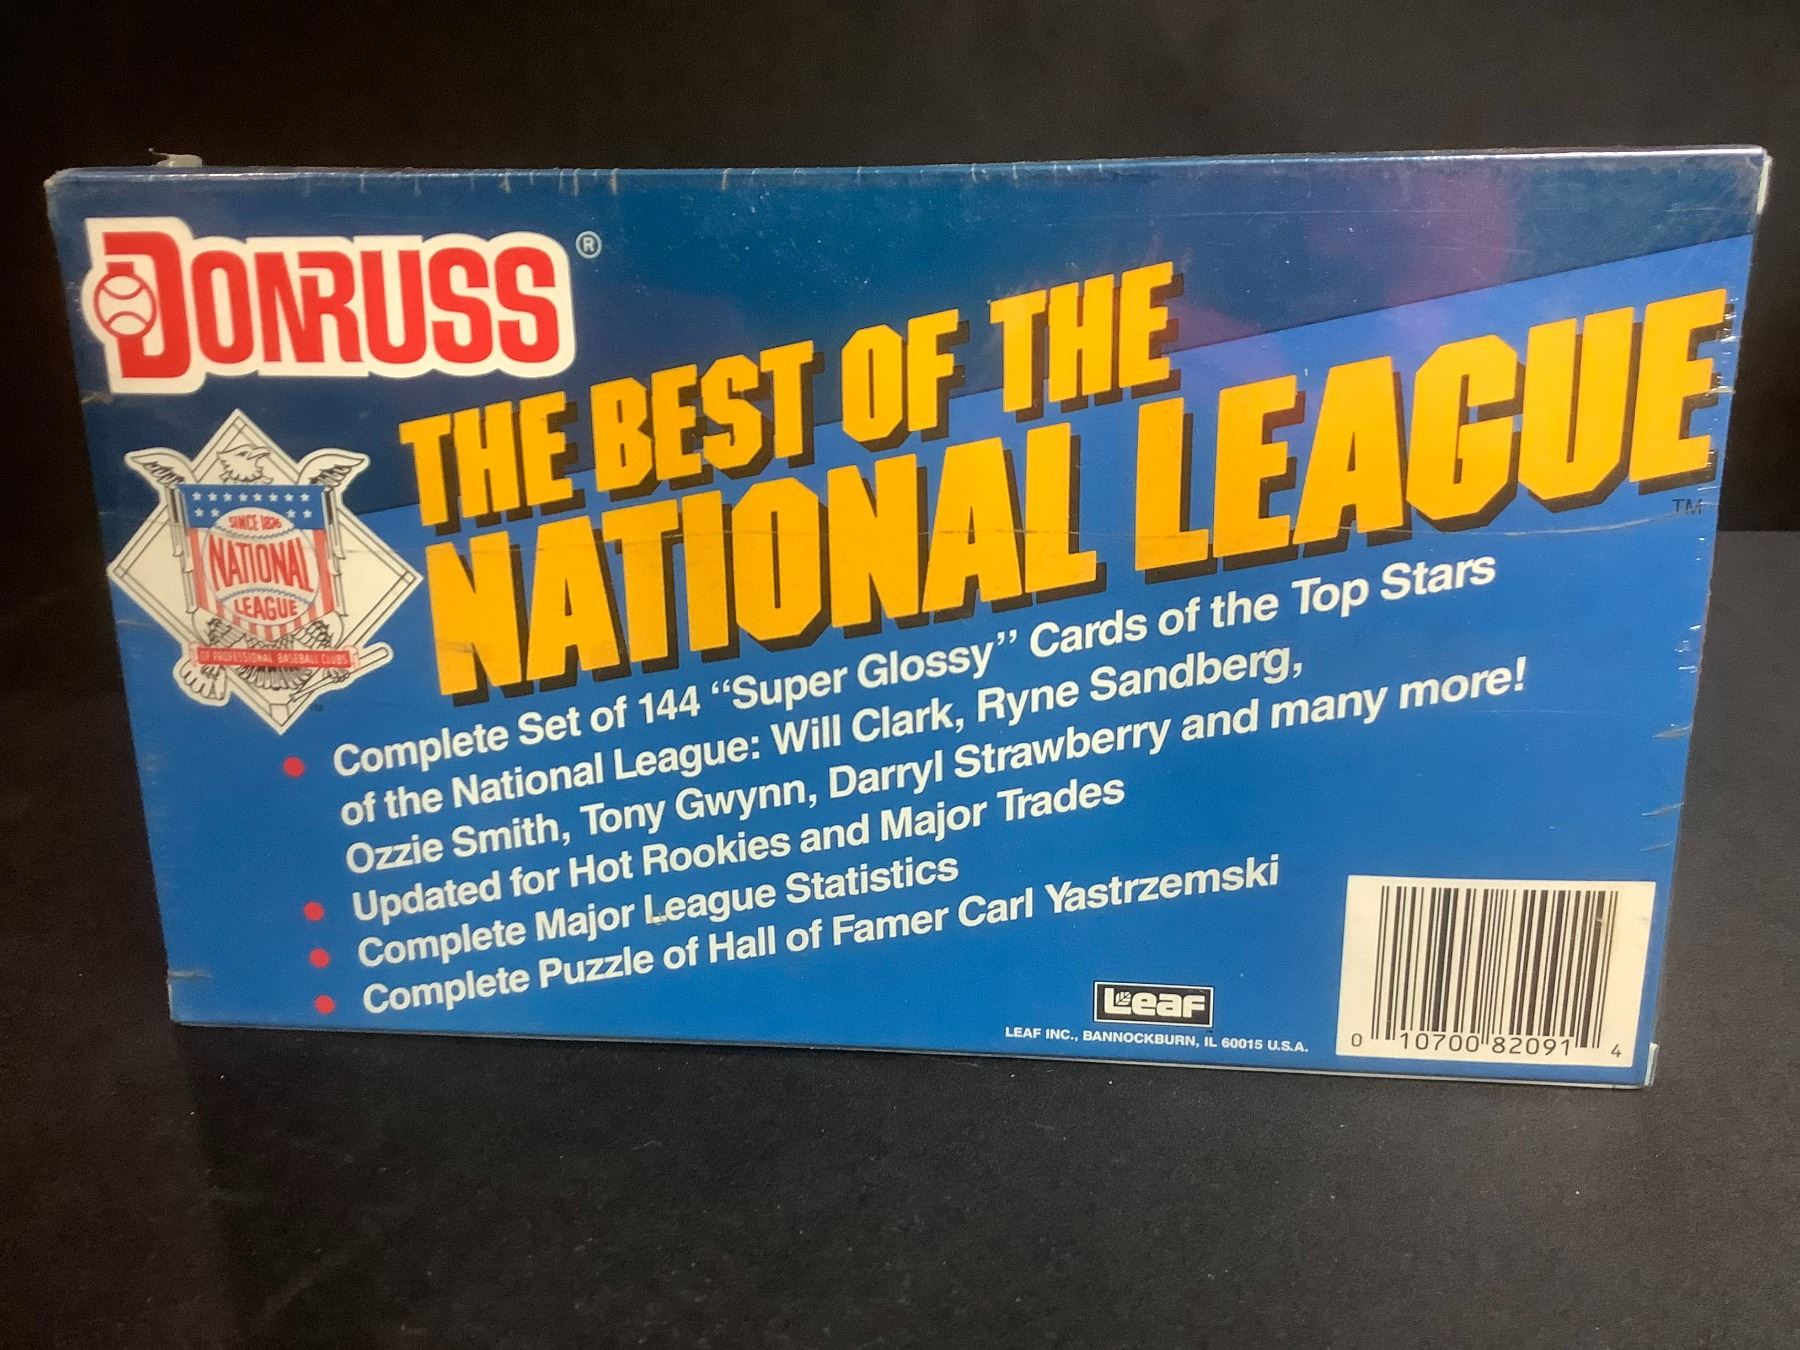 DONRUSS®
THE BEST OF THE
NATIONAL LEAGUE
TM
SINCE 1876
NATIONAL
LEAGUE
OF PROFESSIONAL BASEBALL CLUBS
• Complete Set of 144 “Super Glossy” Cards of the Top Stars
of the National League: Will Clark, Ryne Sandberg,
Ozzie Smith, Tony Gwynn, Darryl Strawberry and many more!
• Updated for Hot Rookies and Major Trades
• Complete Major League Statistics
• Complete Puzzle of Hall of Famer Carl Yastrzemski
Leaf
LEAF INC., BANNOCKBURN, IL 60015 U.S.A.
0 10700 82091 4